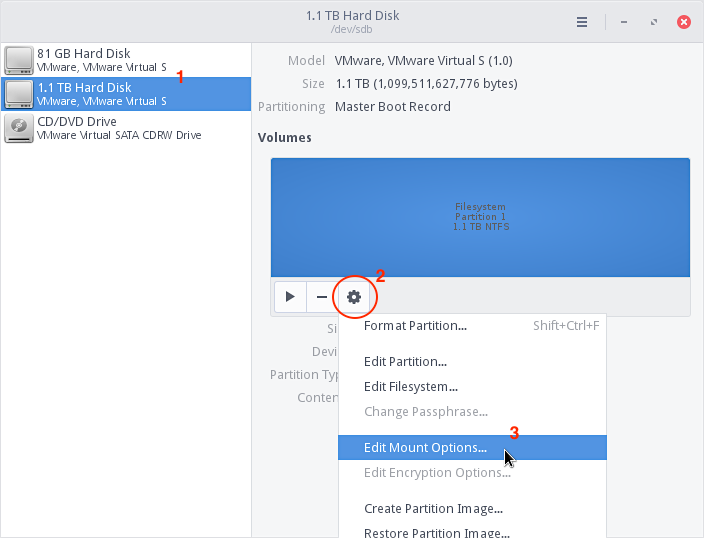 1.1 TB Hard Disk
/dev/sdb
81 GB Hard Disk
VMware, VMware Virtual S
1
1.1 TB Hard Disk
VMware, VMware Virtual S
CD/DVD Drive
VMware Virtual SATA CDRW Drive
Model VMware, VMware Virtual S (1.0)
Size 1.1 TB (1,099,511,627,776 bytes)
Partitioning Master Boot Record
Volumes
Filesystem
Partition 1
1.1 TB NTFS
2
Si
Devi
Partition Typ
Conten
Format Partition... Shift+Ctrl+F
Edit Partition...
Edit Filesystem...
Change Passphrase...
3
Edit Mount Options...
Edit Encryption Options...
Create Partition Image...
Restore Partition Image...